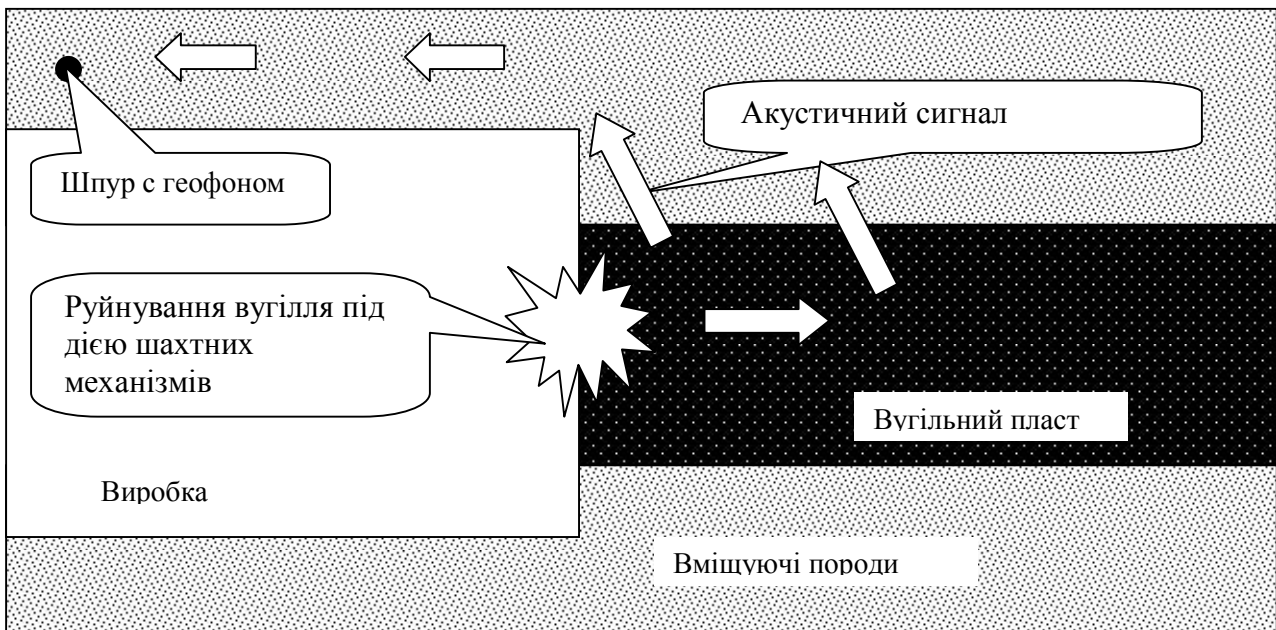 Акустичний сигнал
Шпур с геофоном
Руйнування вугілля під
дією шахтних
механізмів
Вугільний пласт
Виробка
Вміщуючі породи